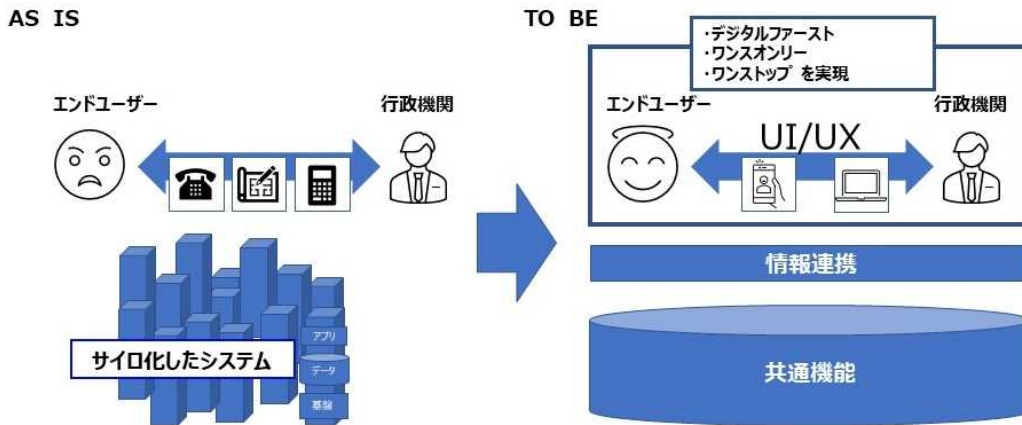 AS IS
エンドユーザー
行政機関
サイロ化したシステム
アプリ
データ
基盤
TO BE
・デジタルファースト
・ワンスオンリー
・ワンストップ を実現
エンドユーザー
行政機関
UI/UX
情報連携
共通機能